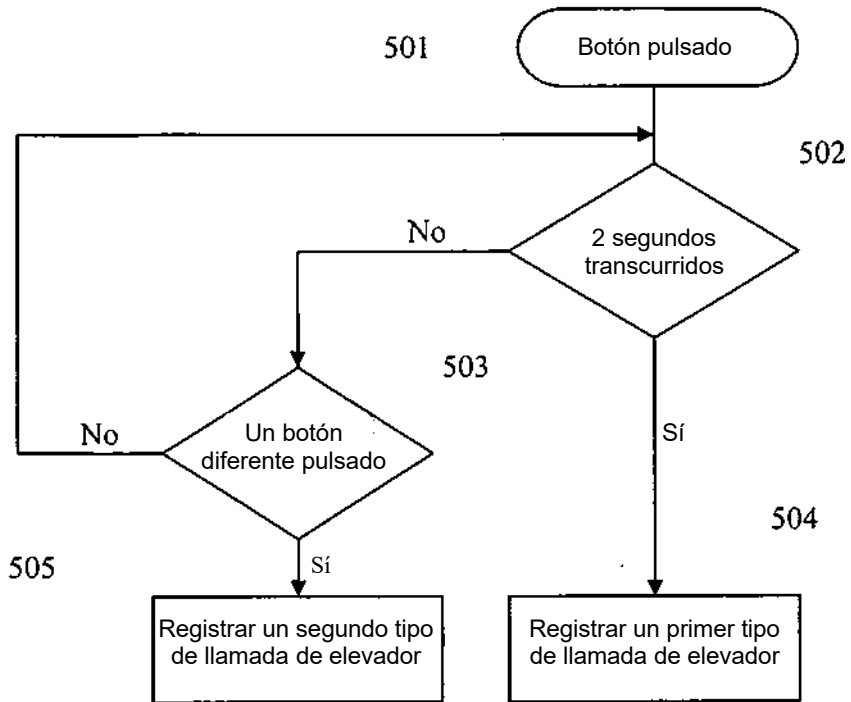 501
Botón pulsado
502
No
2 segundos
transcurridos
503
No
Un botón
diferente pulsado
Sí
504
505
Sí
Registrar un segundo tipo
de llamada de elevador
Registrar un primer tipo
de llamada de elevador